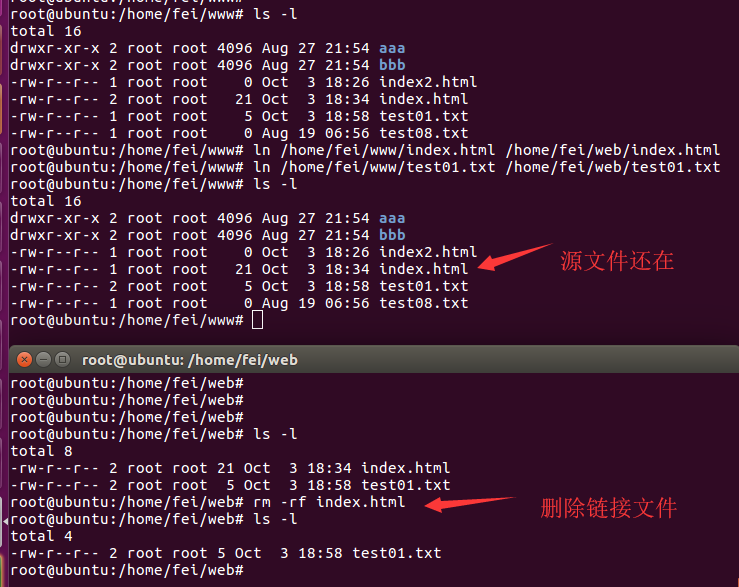 root@ubuntu:/home/fei/www# ls -l
total 16
drwxr-xr-x 2 root root 4096 Aug 27 21:54 aaa
drwxr-xr-x 2 root root 4096 Aug 27 21:54 bbb
-rw-r--r-- 1 root root    0 Oct  3 18:26 index2.html
-rw-r--r-- 2 root root   21 Oct  3 18:34 index.html
-rw-r--r-- 1 root root    5 Oct  3 18:58 test01.txt
-rw-r--r-- 1 root root    0 Aug 19 06:56 test08.txt
root@ubuntu:/home/fei/www# ln /home/fei/www/index.html /home/fei/web/index.html
root@ubuntu:/home/fei/www# ln /home/fei/www/test01.txt /home/fei/web/test01.txt
root@ubuntu:/home/fei/www# ls -l
total 16
drwxr-xr-x 2 root root 4096 Aug 27 21:54 aaa
drwxr-xr-x 2 root root 4096 Aug 27 21:54 bbb
-rw-r--r-- 1 root root    0 Oct  3 18:26 index2.html
-rw-r--r-- 1 root root   21 Oct  3 18:34 index.html 源文件还在
-rw-r--r-- 2 root root    5 Oct  3 18:58 test01.txt
-rw-r--r-- 1 root root    0 Aug 19 06:56 test08.txt
root@ubuntu:/home/fei/www#
root@ubuntu: /home/fei/web
root@ubuntu:/home/fei/web#
root@ubuntu:/home/fei/web#
root@ubuntu:/home/fei/web#
root@ubuntu:/home/fei/web# ls -l
total 8
-rw-r--r-- 2 root root 21 Oct  3 18:34 index.html
-rw-r--r-- 2 root root  5 Oct  3 18:58 test01.txt
root@ubuntu:/home/fei/web# rm -rf index.html 删除链接文件
root@ubuntu:/home/fei/web# ls -l
total 4
-rw-r--r-- 2 root root 5 Oct  3 18:58 test01.txt
root@ubuntu:/home/fei/web#